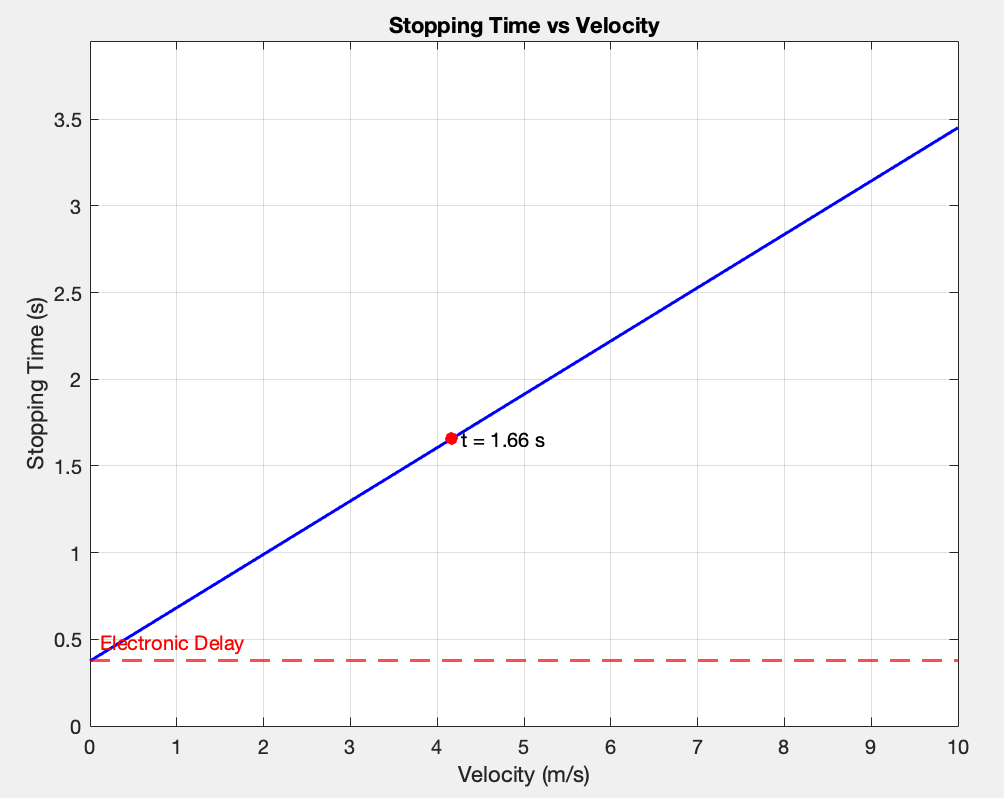 Stopping Time vs Velocity
Stopping Time (s)
3.5
3
2.5
2
1.5
1
0.5
0
t = 1.66 s
Electronic Delay
0 1 2 3 4 5 6 7 8 9 10
Velocity (m/s)